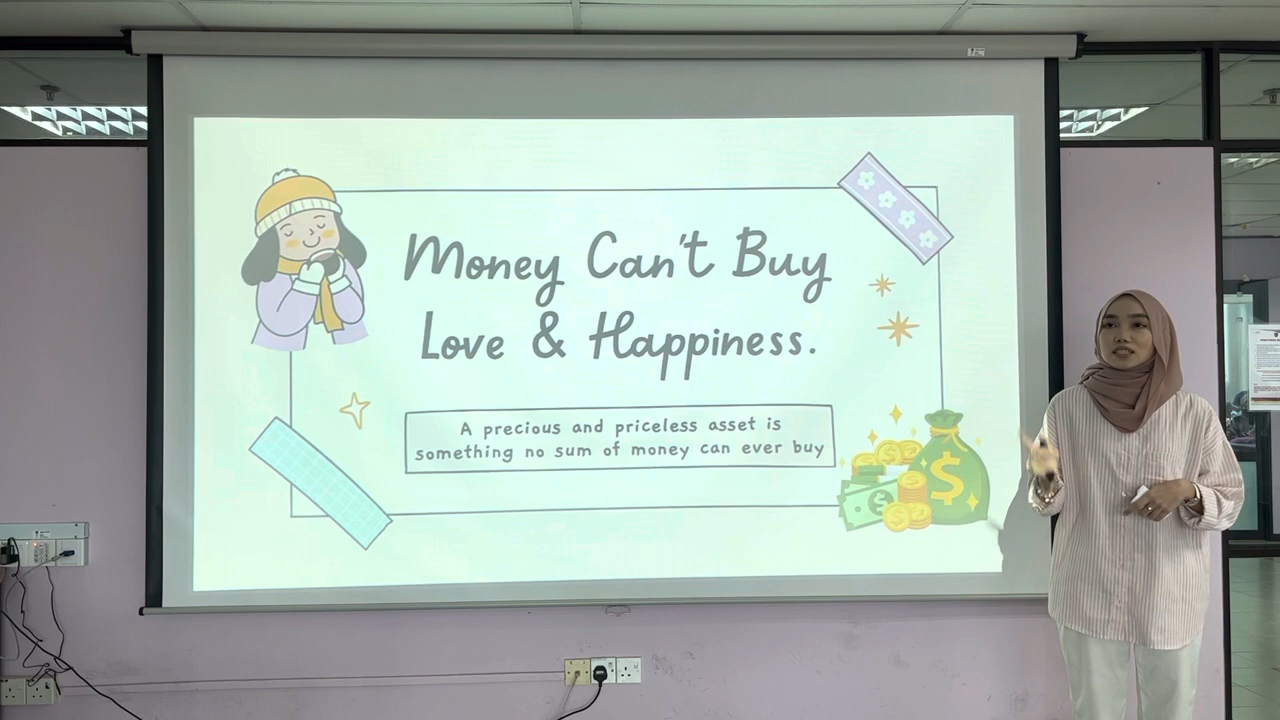 Money Can't Buy
Love & Happiness.
A precious and priceless asset is
something no sum of money can ever buy
$